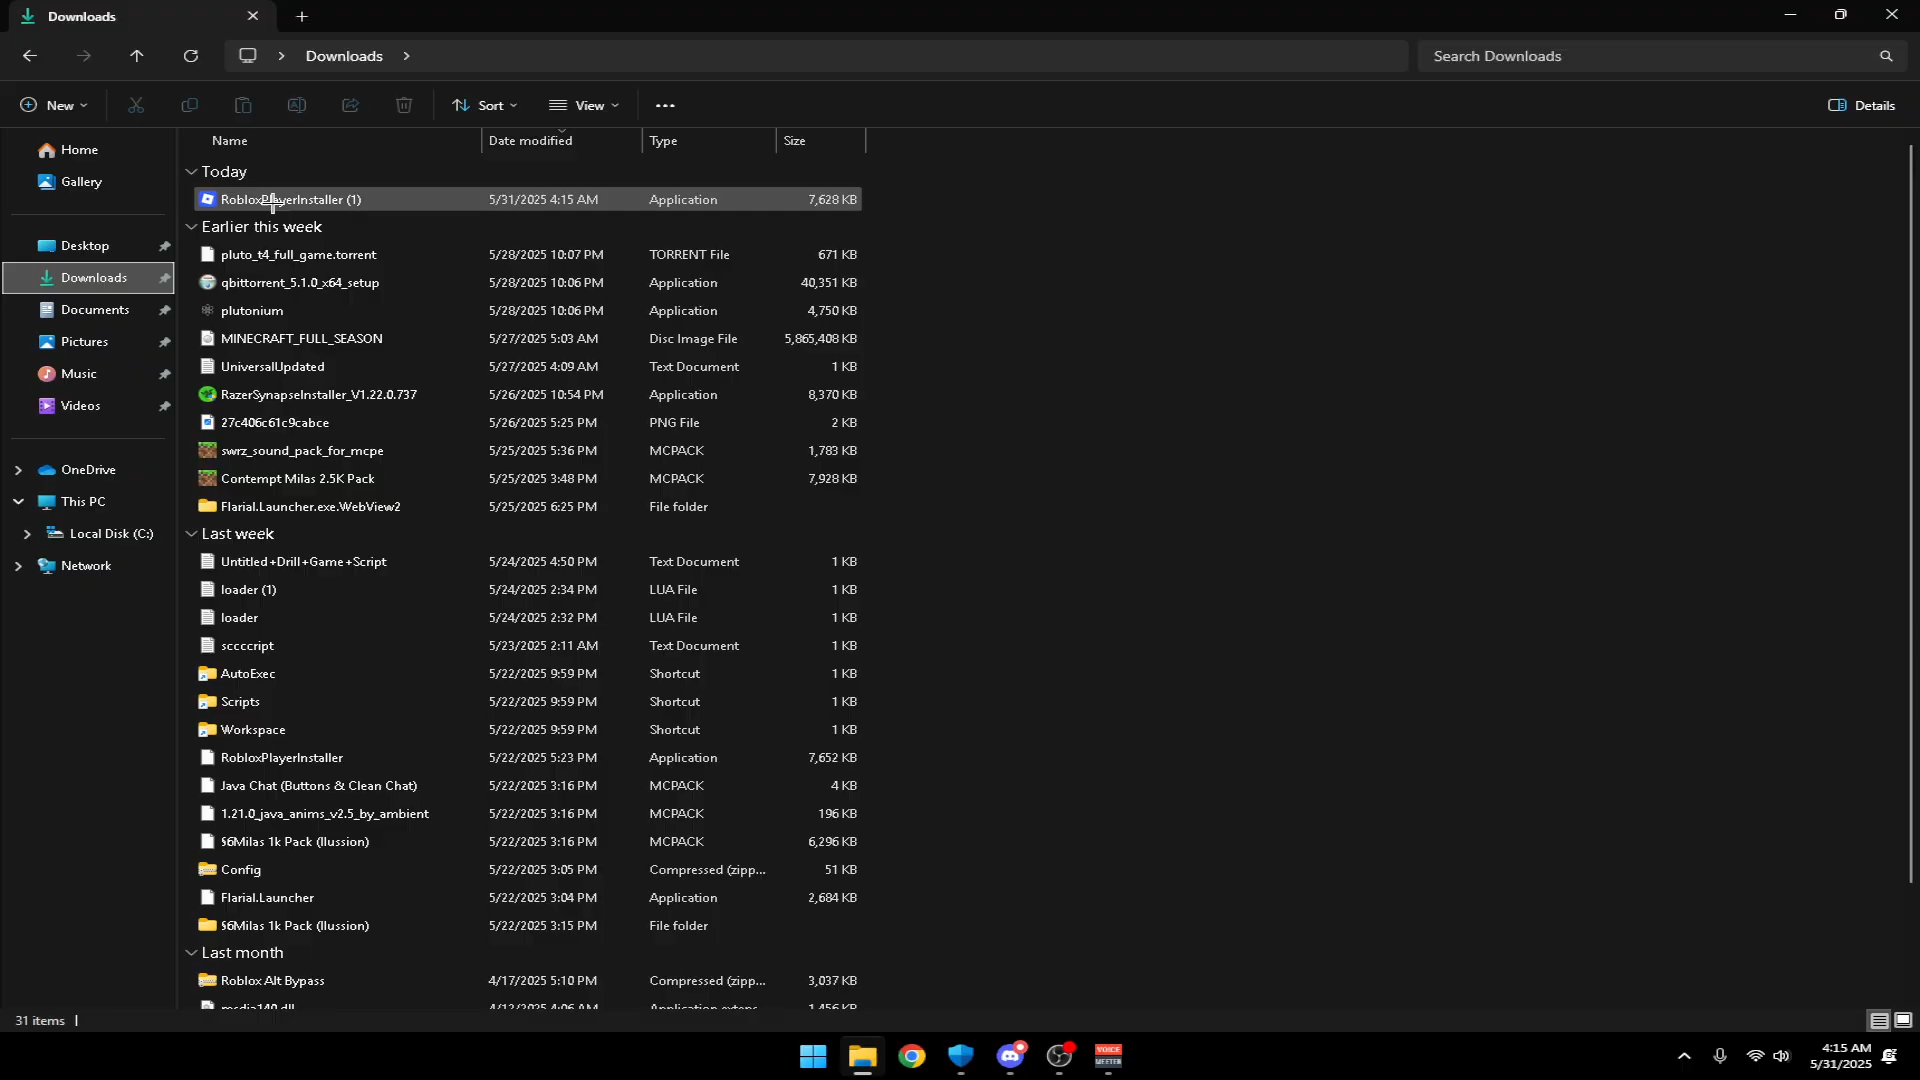 Downloads
Downloads
Search Downloads
New
Sort
View
Details
Home
Gallery
Desktop
Downloads
Documents
Pictures
Music
Videos
OneDrive
This PC
Local Disk (C:)
Network
Name Date modified Type Size
Today
RobloxPlayerInstaller (1) 5/31/2025 4:15 AM Application 7,628 KB
Earlier this week
pluto_t4_full_game.torrent 5/28/2025 10:07 PM TORRENT File 671 KB
qbittorrent_5.1.0_x64_setup 5/28/2025 10:06 PM Application 40,351 KB
plutonium 5/28/2025 10:06 PM Application 4,750 KB
MINECRAFT_FULL_SEASON 5/27/2025 5:03 AM Disc Image File 5,865,408 KB
UniversalUpdated 5/27/2025 4:09 AM Text Document 1 KB
RazerSynapseInstaller_V1.22.0.737 5/26/2025 10:54 PM Application 8,370 KB
27c406c61c9cabce 5/26/2025 5:25 PM PNG File 2 KB
swrz_sound_pack_for_mcpe 5/25/2025 5:36 PM MCPACK 1,783 KB
Contempt Milas 2.5K Pack 5/25/2025 3:48 PM MCPACK 7,928 KB
Flarial.Launcher.exe.WebView2 5/25/2025 6:25 PM File folder
Last week
Untitled+Drill+Game+Script 5/24/2025 4:50 PM Text Document 1 KB
loader (1) 5/24/2025 2:34 PM LUA File 1 KB
loader 5/24/2025 2:32 PM LUA File 1 KB
sccccript 5/23/2025 2:11 AM Text Document 1 KB
AutoExec 5/22/2025 9:59 PM Shortcut 1 KB
Scripts 5/22/2025 9:59 PM Shortcut 1 KB
Workspace 5/22/2025 9:59 PM Shortcut 1 KB
RobloxPlayerInstaller 5/22/2025 5:23 PM Application 7,652 KB
Java Chat (Buttons & Clean Chat) 5/22/2025 3:16 PM MCPACK 4 KB
1.21.0_java_anims_v2.5_by_ambient 5/22/2025 3:16 PM MCPACK 196 KB
§6Milas 1k Pack (Ilussion) 5/22/2025 3:16 PM MCPACK 6,296 KB
Config 5/22/2025 3:05 PM Compressed (zipp... 51 KB
Flarial.Launcher 5/22/2025 3:04 PM Application 2,684 KB
§6Milas 1k Pack (Ilussion) 5/22/2025 3:15 PM File folder
Last month
Roblox Alt Bypass 4/17/2025 5:10 PM Compressed (zipp... 3,037 KB
31 items
VOICE
MEETER
4:15 AM
5/31/2025